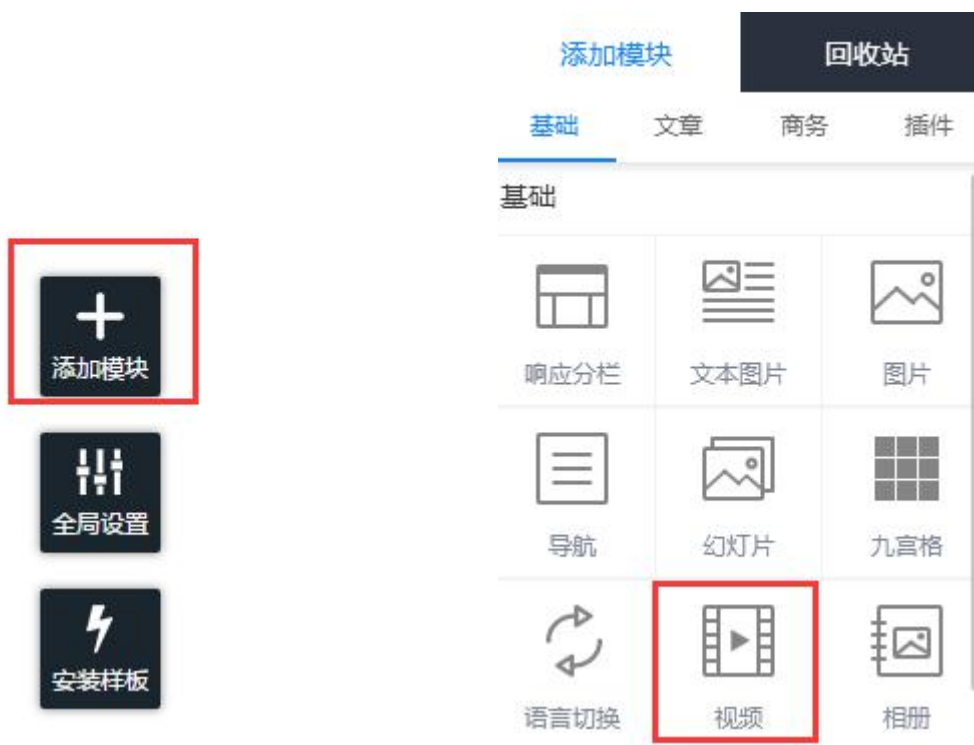 添加模块
全局设置
安装样板
添加模块 回收站
基础 文章 商务 插件
基础
响应分栏 文本图片 图片
导航 幻灯片 九宫格
语言切换 视频 相册